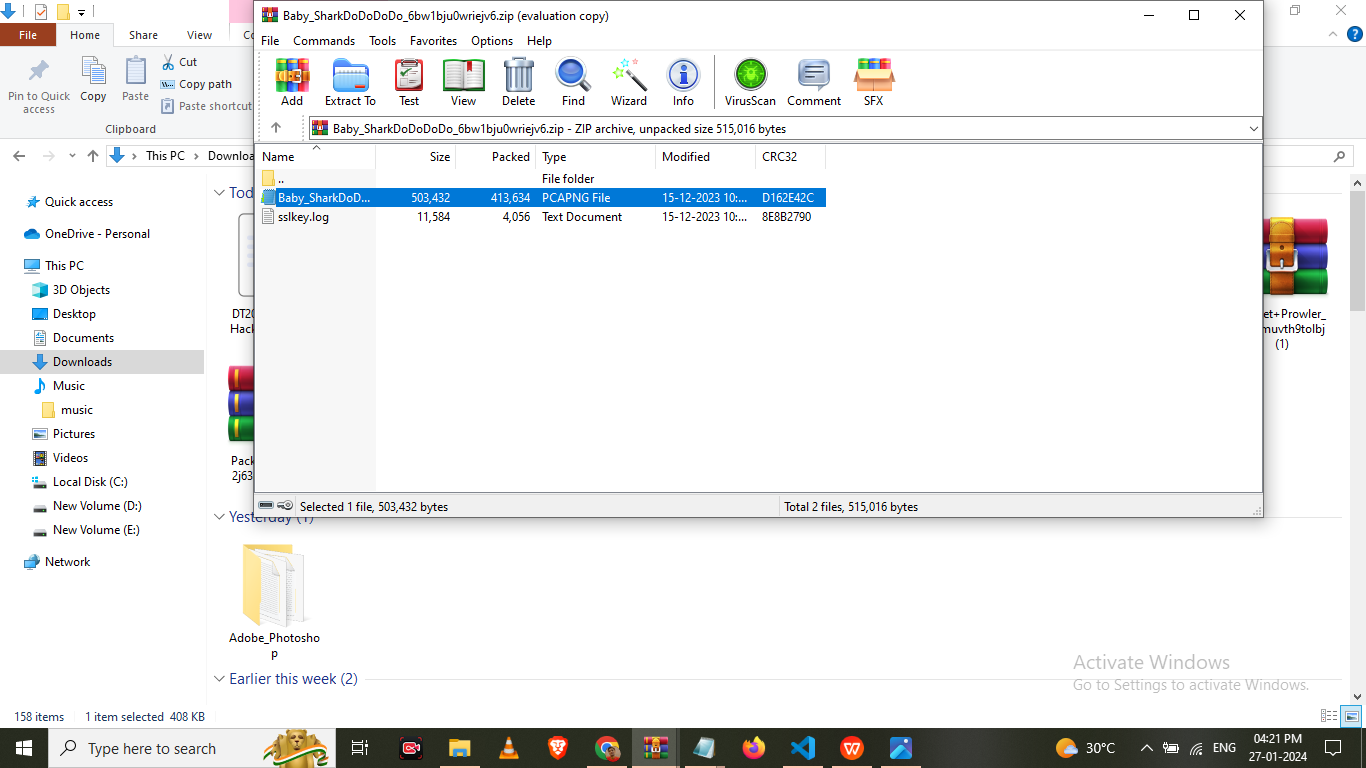 Baby_SharkDoDoDoDo_6bw1bju0wriejv6.zip (evaluation copy)
File Home Share View
File Commands Tools Favorites Options Help
Pin to Quick access
Copy
Paste
Cut
Copy path
Paste shortcut
Clipboard
Add Extract To Test View Delete Find Wizard Info VirusScan Comment SFX
Baby_SharkDoDoDoDo_6bw1bju0wriejv6.zip - ZIP archive, unpacked size 515,016 bytes
This PC
Name Size Packed Type Modified CRC32
.. File folder
Baby_SharkDoD... 503,432 413,634 PCAPNG File 15-12-2023 10:... D162E42C
sslkey.log 11,584 4,056 Text Document 15-12-2023 10:... 8E8B2790
Selected 1 file, 503,432 bytes
Total 2 files, 515,016 bytes
Quick access
OneDrive - Personal
This PC
3D Objects
Desktop
Documents
Downloads
Music
music
Pictures
Videos
Local Disk (C:)
New Volume (D:)
New Volume (E:)
Network
et+Prowler_
muvth9tolbj
(1)
Yesterday (1)
Adobe_Photosho
p
Earlier this week (2)
Activate Windows
Go to Settings to activate Windows.
158 items 1 item selected 408 KB
Type here to search
30°C
ENG
04:21 PM
27-01-2024